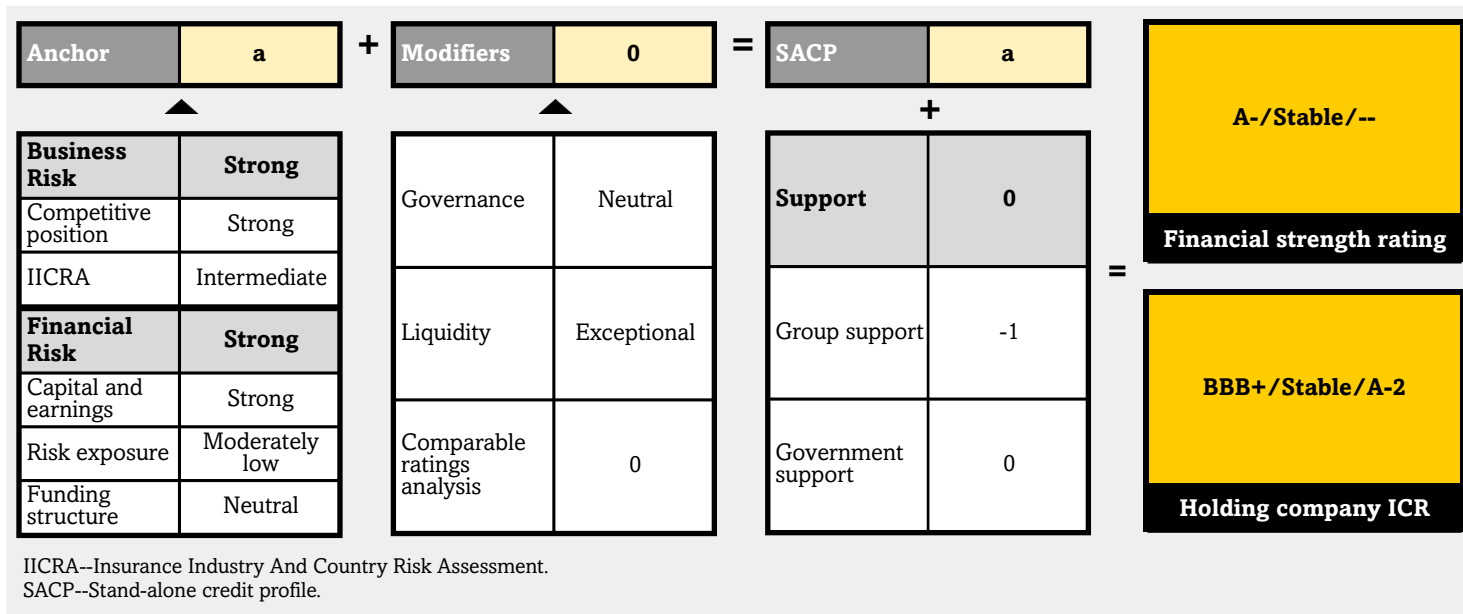 Anchor a + Modifiers 0 = SACP a
+
Business
Risk
Strong
Competitive
position
Strong
IICRA Intermediate
Financial
Risk
Strong
Capital and
earnings
Strong
Risk exposure
Moderately
low
Funding
structure
Neutral
Governance Neutral
Liquidity Exceptional
Comparable
ratings
analysis
0
Support 0
Group support -1
Government
support
0
=
A-/Stable/--
Financial strength rating
BBB+/Stable/A-2
Holding company ICR
IICRA--Insurance Industry And Country Risk Assessment.
SACP--Stand-alone credit profile.